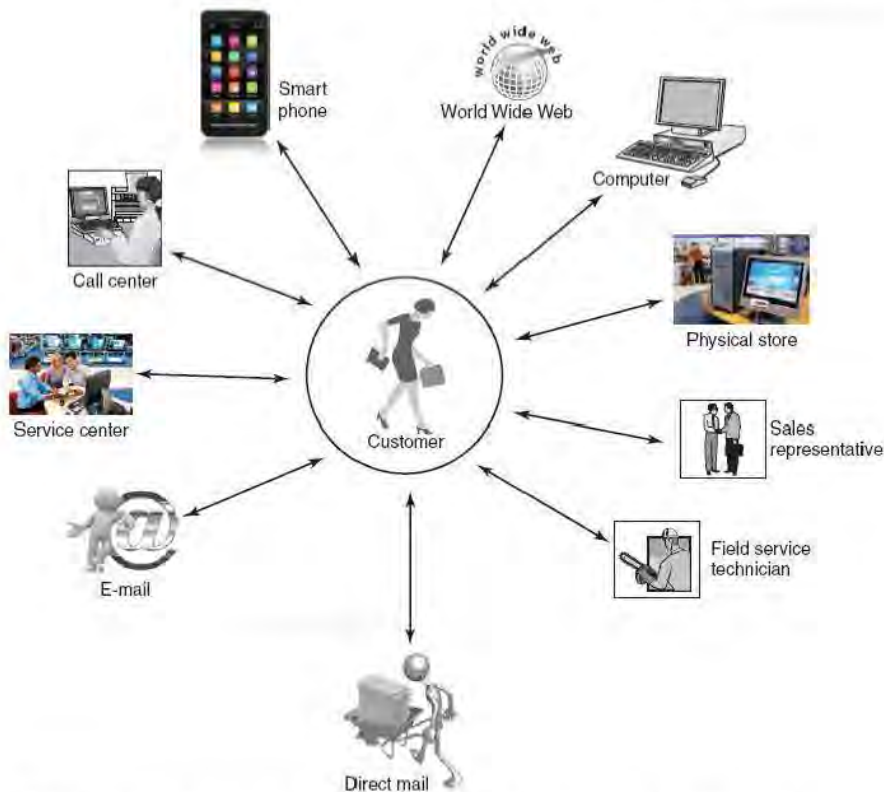 world wide web
Smart
phone
World Wide Web
Computer
Call center
Physical store
Service center
Customer
Sales
representative
E-mail
@
Field service
technician
Direct mail